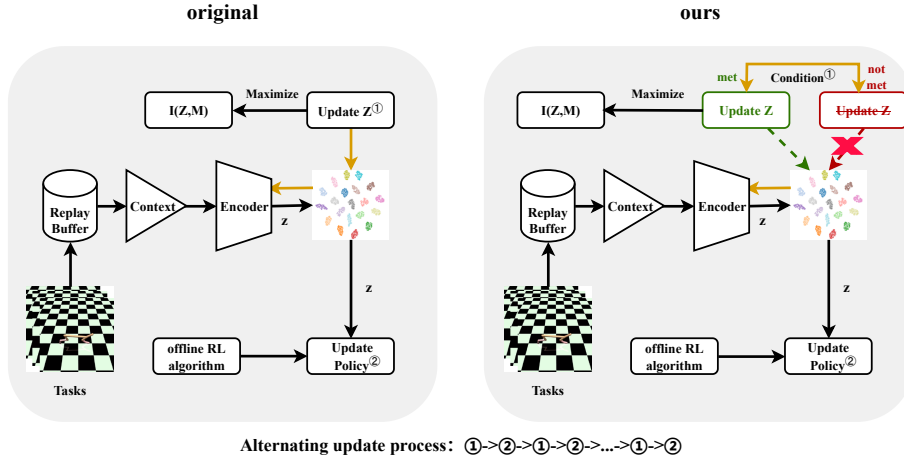 original
Maximize
I(Z,M)
Update Z①
Replay
Buffer
Context
Encoder
z
z
offline RL
algorithm
Update
Policy②
Tasks
ours
met
Condition①
not
met
Maximize
I(Z,M)
Update Z
Update Z
Replay
Buffer
Context
Encoder
z
z
offline RL
algorithm
Update
Policy②
Tasks
Alternating update process: ①->②->①->②->...->①->②